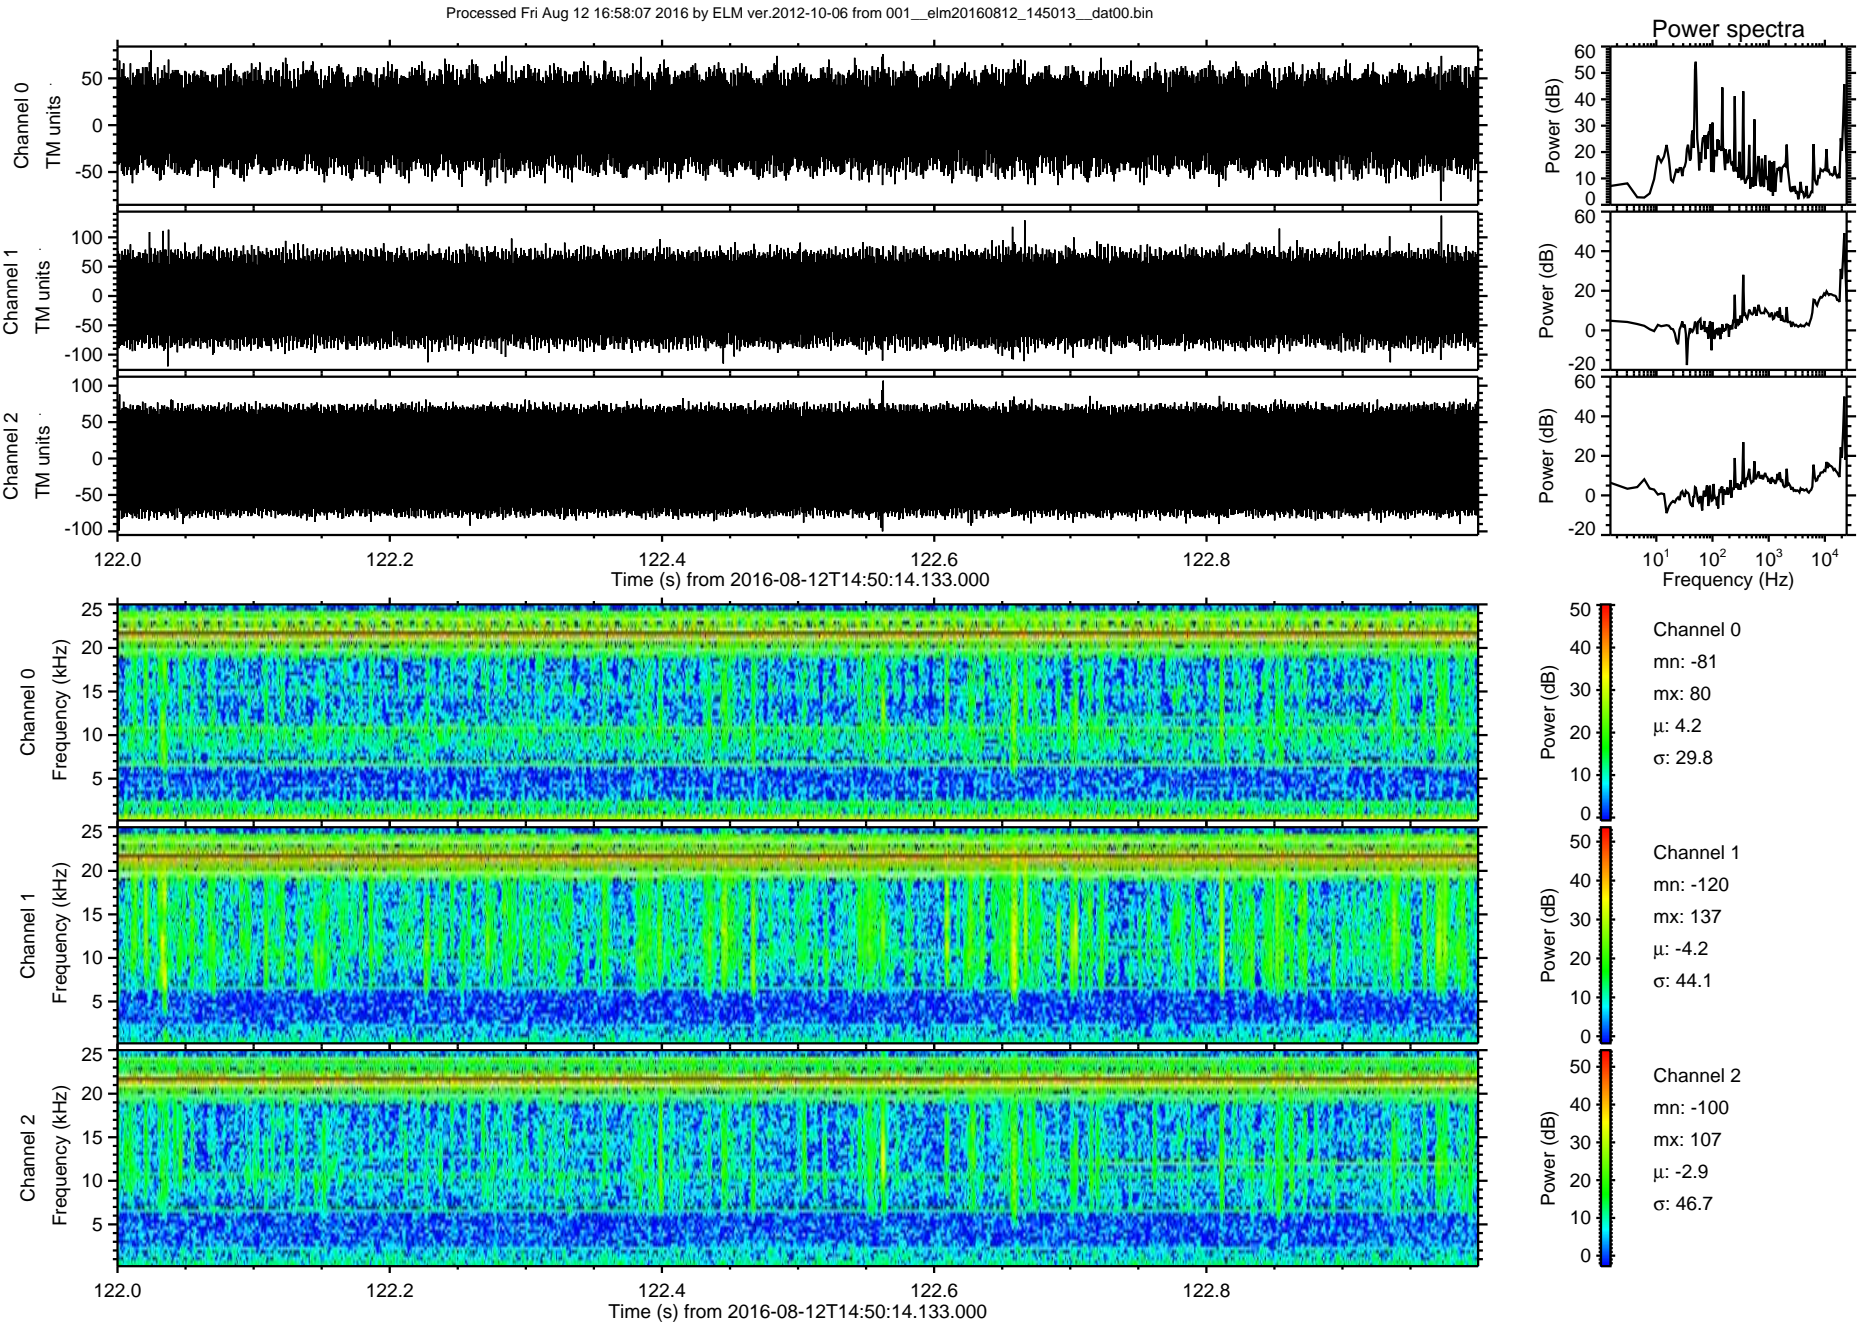 Processed Fri Aug 12 16:58:07 2016 by ELM ver.2012-10-06 from 001__elm20160812_145013__dat00.bin
Power spectra
Channel 0
TM units
50
0
-50
Power (dB)
60
50
40
30
20
10
0
Channel 1
TM units
100
50
0
-50
-100
Power (dB)
60
40
20
0
-20
Channel 2
TM units
100
50
0
-50
-100
Power (dB)
60
40
20
0
-20
122.0 122.2 122.4 122.6 122.8
Time (s) from 2016-08-12T14:50:14.133.000
10^1 10^2 10^3 10^4
Frequency (Hz)
Channel 0
Frequency (kHz)
25
20
15
10
5
Power (dB)
50
40
30
20
10
0
Channel 0
mn: -81
mx: 80
μ: 4.2
σ: 29.8
Channel 1
Frequency (kHz)
25
20
15
10
5
Power (dB)
50
40
30
20
10
0
Channel 1
mn: -120
mx: 137
μ: -4.2
σ: 44.1
Channel 2
Frequency (kHz)
25
20
15
10
5
Power (dB)
50
40
30
20
10
0
Channel 2
mn: -100
mx: 107
μ: -2.9
σ: 46.7
122.0 122.2 122.4 122.6 122.8
Time (s) from 2016-08-12T14:50:14.133.000